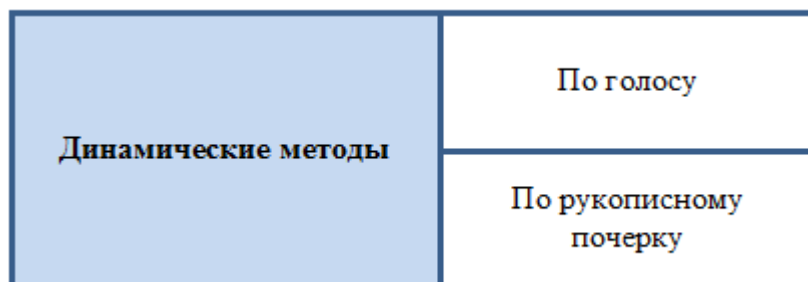 Динамические методы
По голосу
По рукописному
почерку